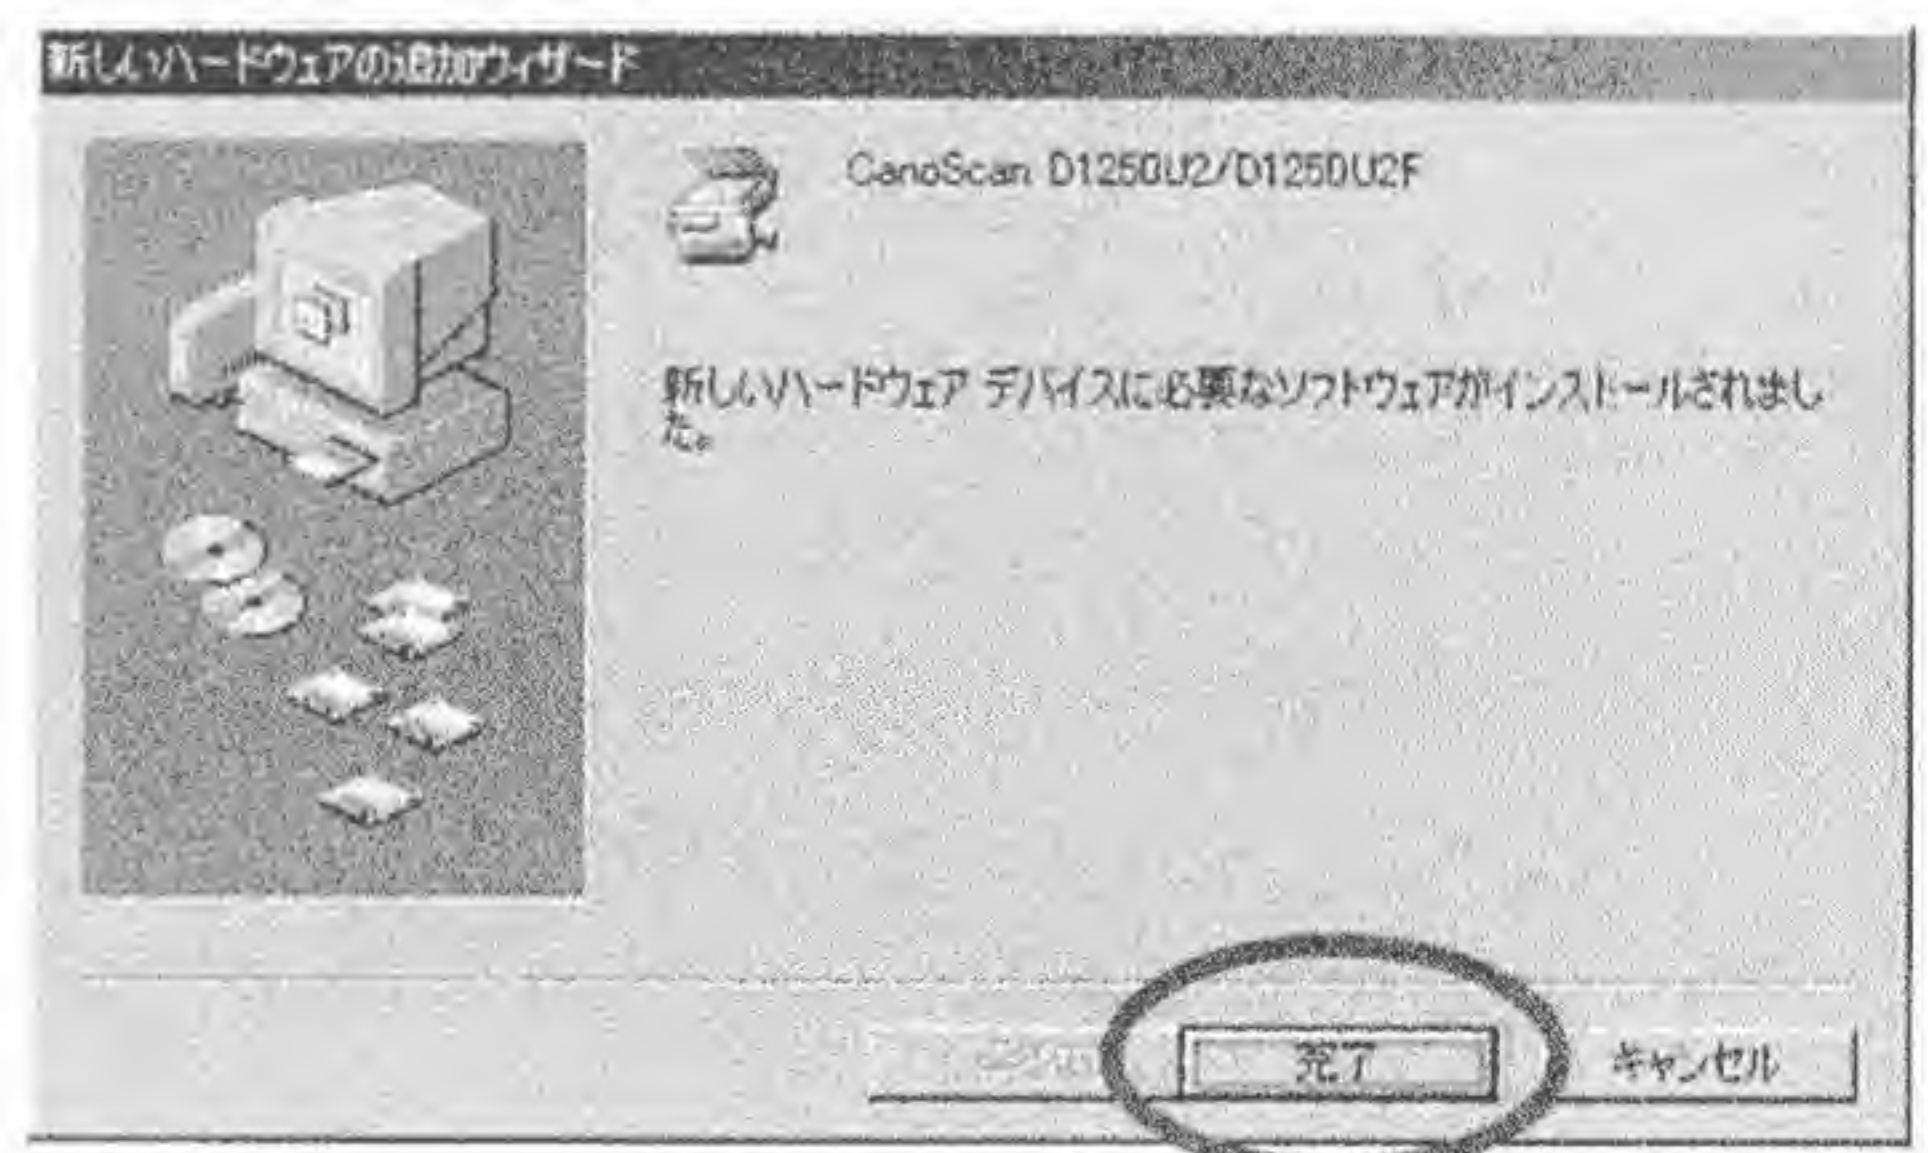 新しいハードウェアの追加ウィザード
CanoScan D1250U2/D1250U2F
新しいハードウェア デバイスに必要なソフトウェアがインストールされまし
た。
完了
キャンセル